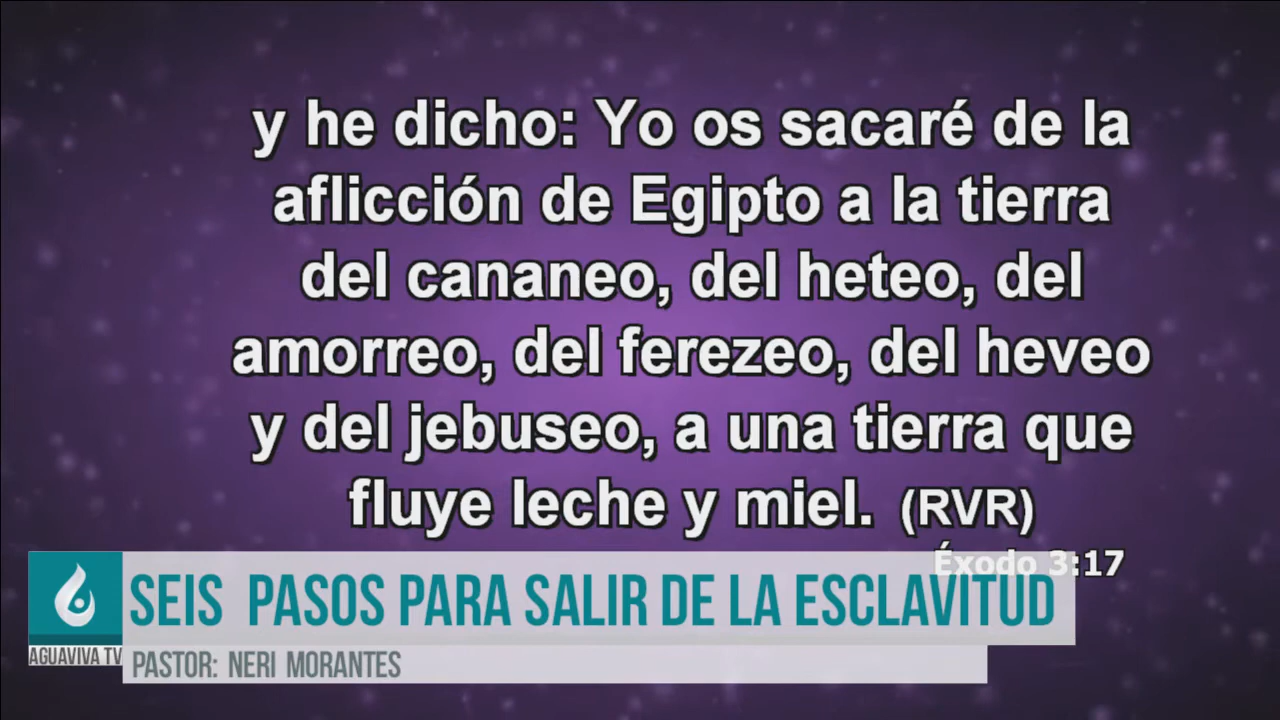 y he dicho: Yo os sacaré de la
aflicción de Egipto a la tierra
del cananeo, del heteo, del
amorreo, del ferezeo, del heveo
y del jebuseo, a una tierra que
fluye leche y miel. (RVR)
Éxodo 3:17
SEIS PASOS PARA SALIR DE LA ESCLAVITUD
AGUAVIVA TV
PASTOR: NERI MORANTES